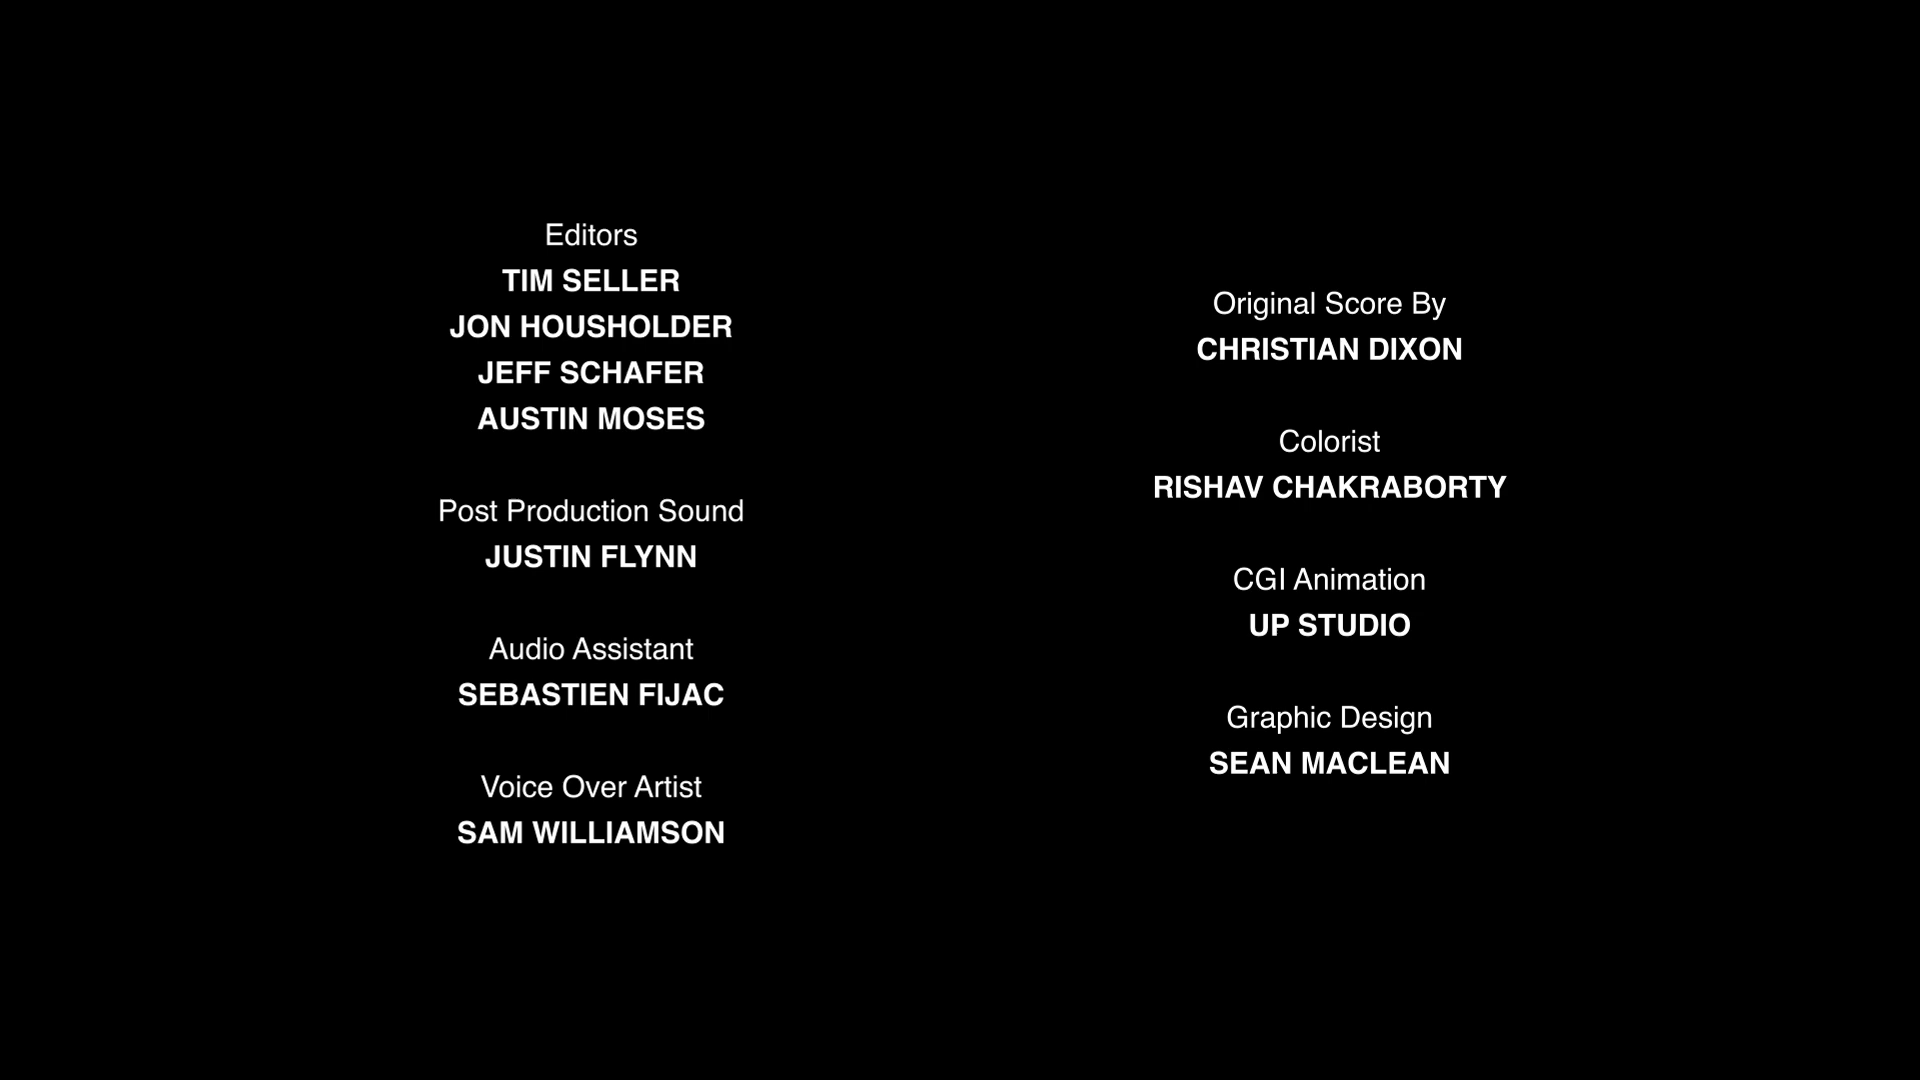 Editors
TIM SELLER
JON HOUSHOLDER
JEFF SCHAFER
AUSTIN MOSES
Post Production Sound
JUSTIN FLYNN
Audio Assistant
SEBASTIEN FIJAC
Voice Over Artist
SAM WILLIAMSON
Original Score By
CHRISTIAN DIXON
Colorist
RISHAV CHAKRABORTY
CGI Animation
UP STUDIO
Graphic Design
SEAN MACLEAN